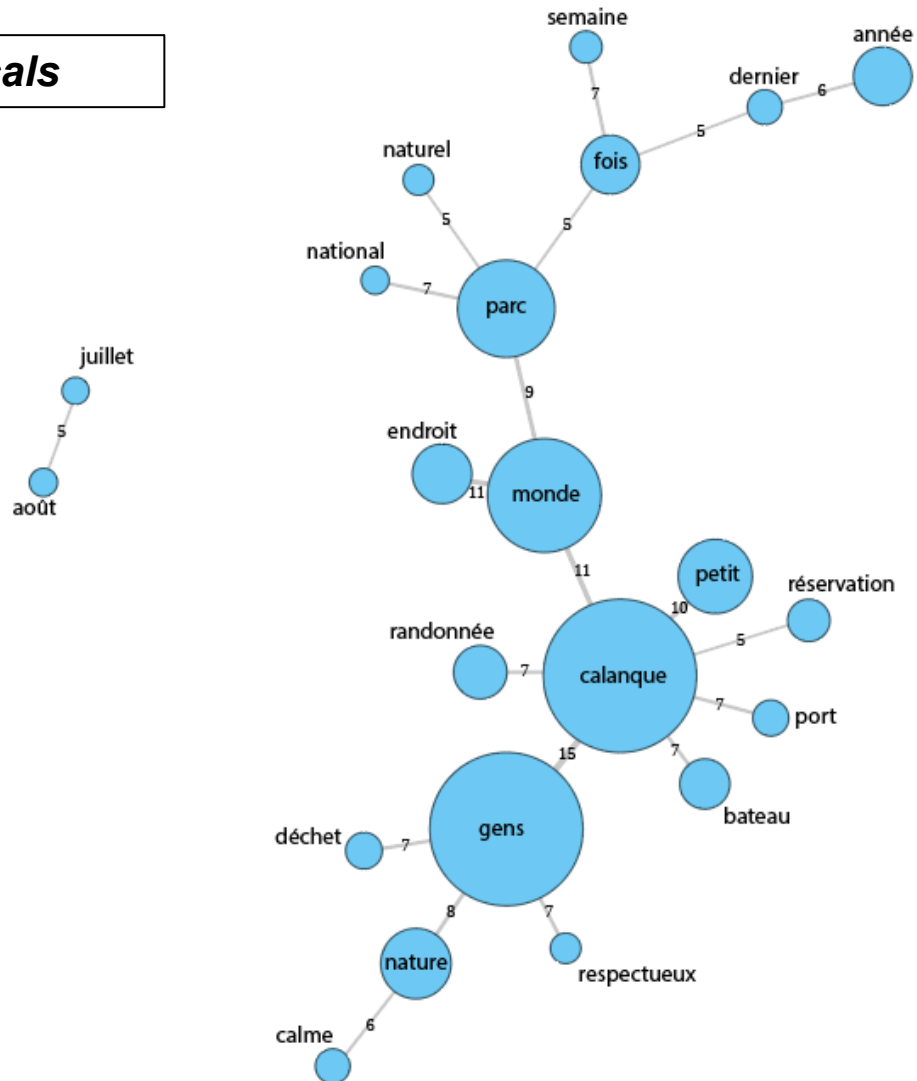 semaine
année
als
dernier
7
6
5
naturel
fois
5
5
national
7
parc
juillet
9
5
endroit
11
monde
août
11
petit
réservation
10
randonnée
5
7
calanque
7
port
15
7
bateau
gens
déchet
7
8
7
nature
respectueux
6
calme